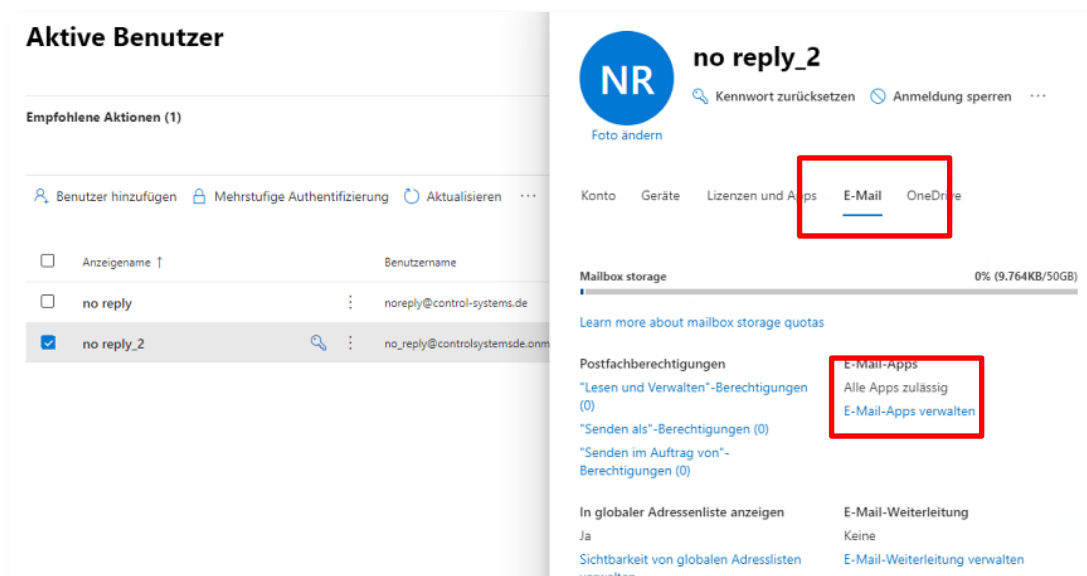 Aktive Benutzer
Empfohlene Aktionen (1)
Benutzer hinzufügen Mehrstufige Authentifizierung Aktualisieren ...
Anzeigename ↑ Benutzername
no reply noreply@control-systems.de
no reply_2 no_reply@controlsystemsde.onm
NR
no reply_2
Kennwort zurücksetzen Anmeldung sperren ...
Foto ändern
Konto Geräte Lizenzen und Apps E-Mail OneDrive
Mailbox storage 0% (9.764KB/50GB)
Learn more about mailbox storage quotas
Postfachberechtigungen
"Lesen und Verwalten"-Berechtigungen
(0)
"Senden als"-Berechtigungen (0)
"Senden im Auftrag von"-
Berechtigungen (0)
E-Mail-Apps
Alle Apps zulässig
E-Mail-Apps verwalten
In globaler Adressenliste anzeigen
Ja
Sichtbarkeit von globalen Adresslisten
verwalten
E-Mail-Weiterleitung
Keine
E-Mail-Weiterleitung verwalten